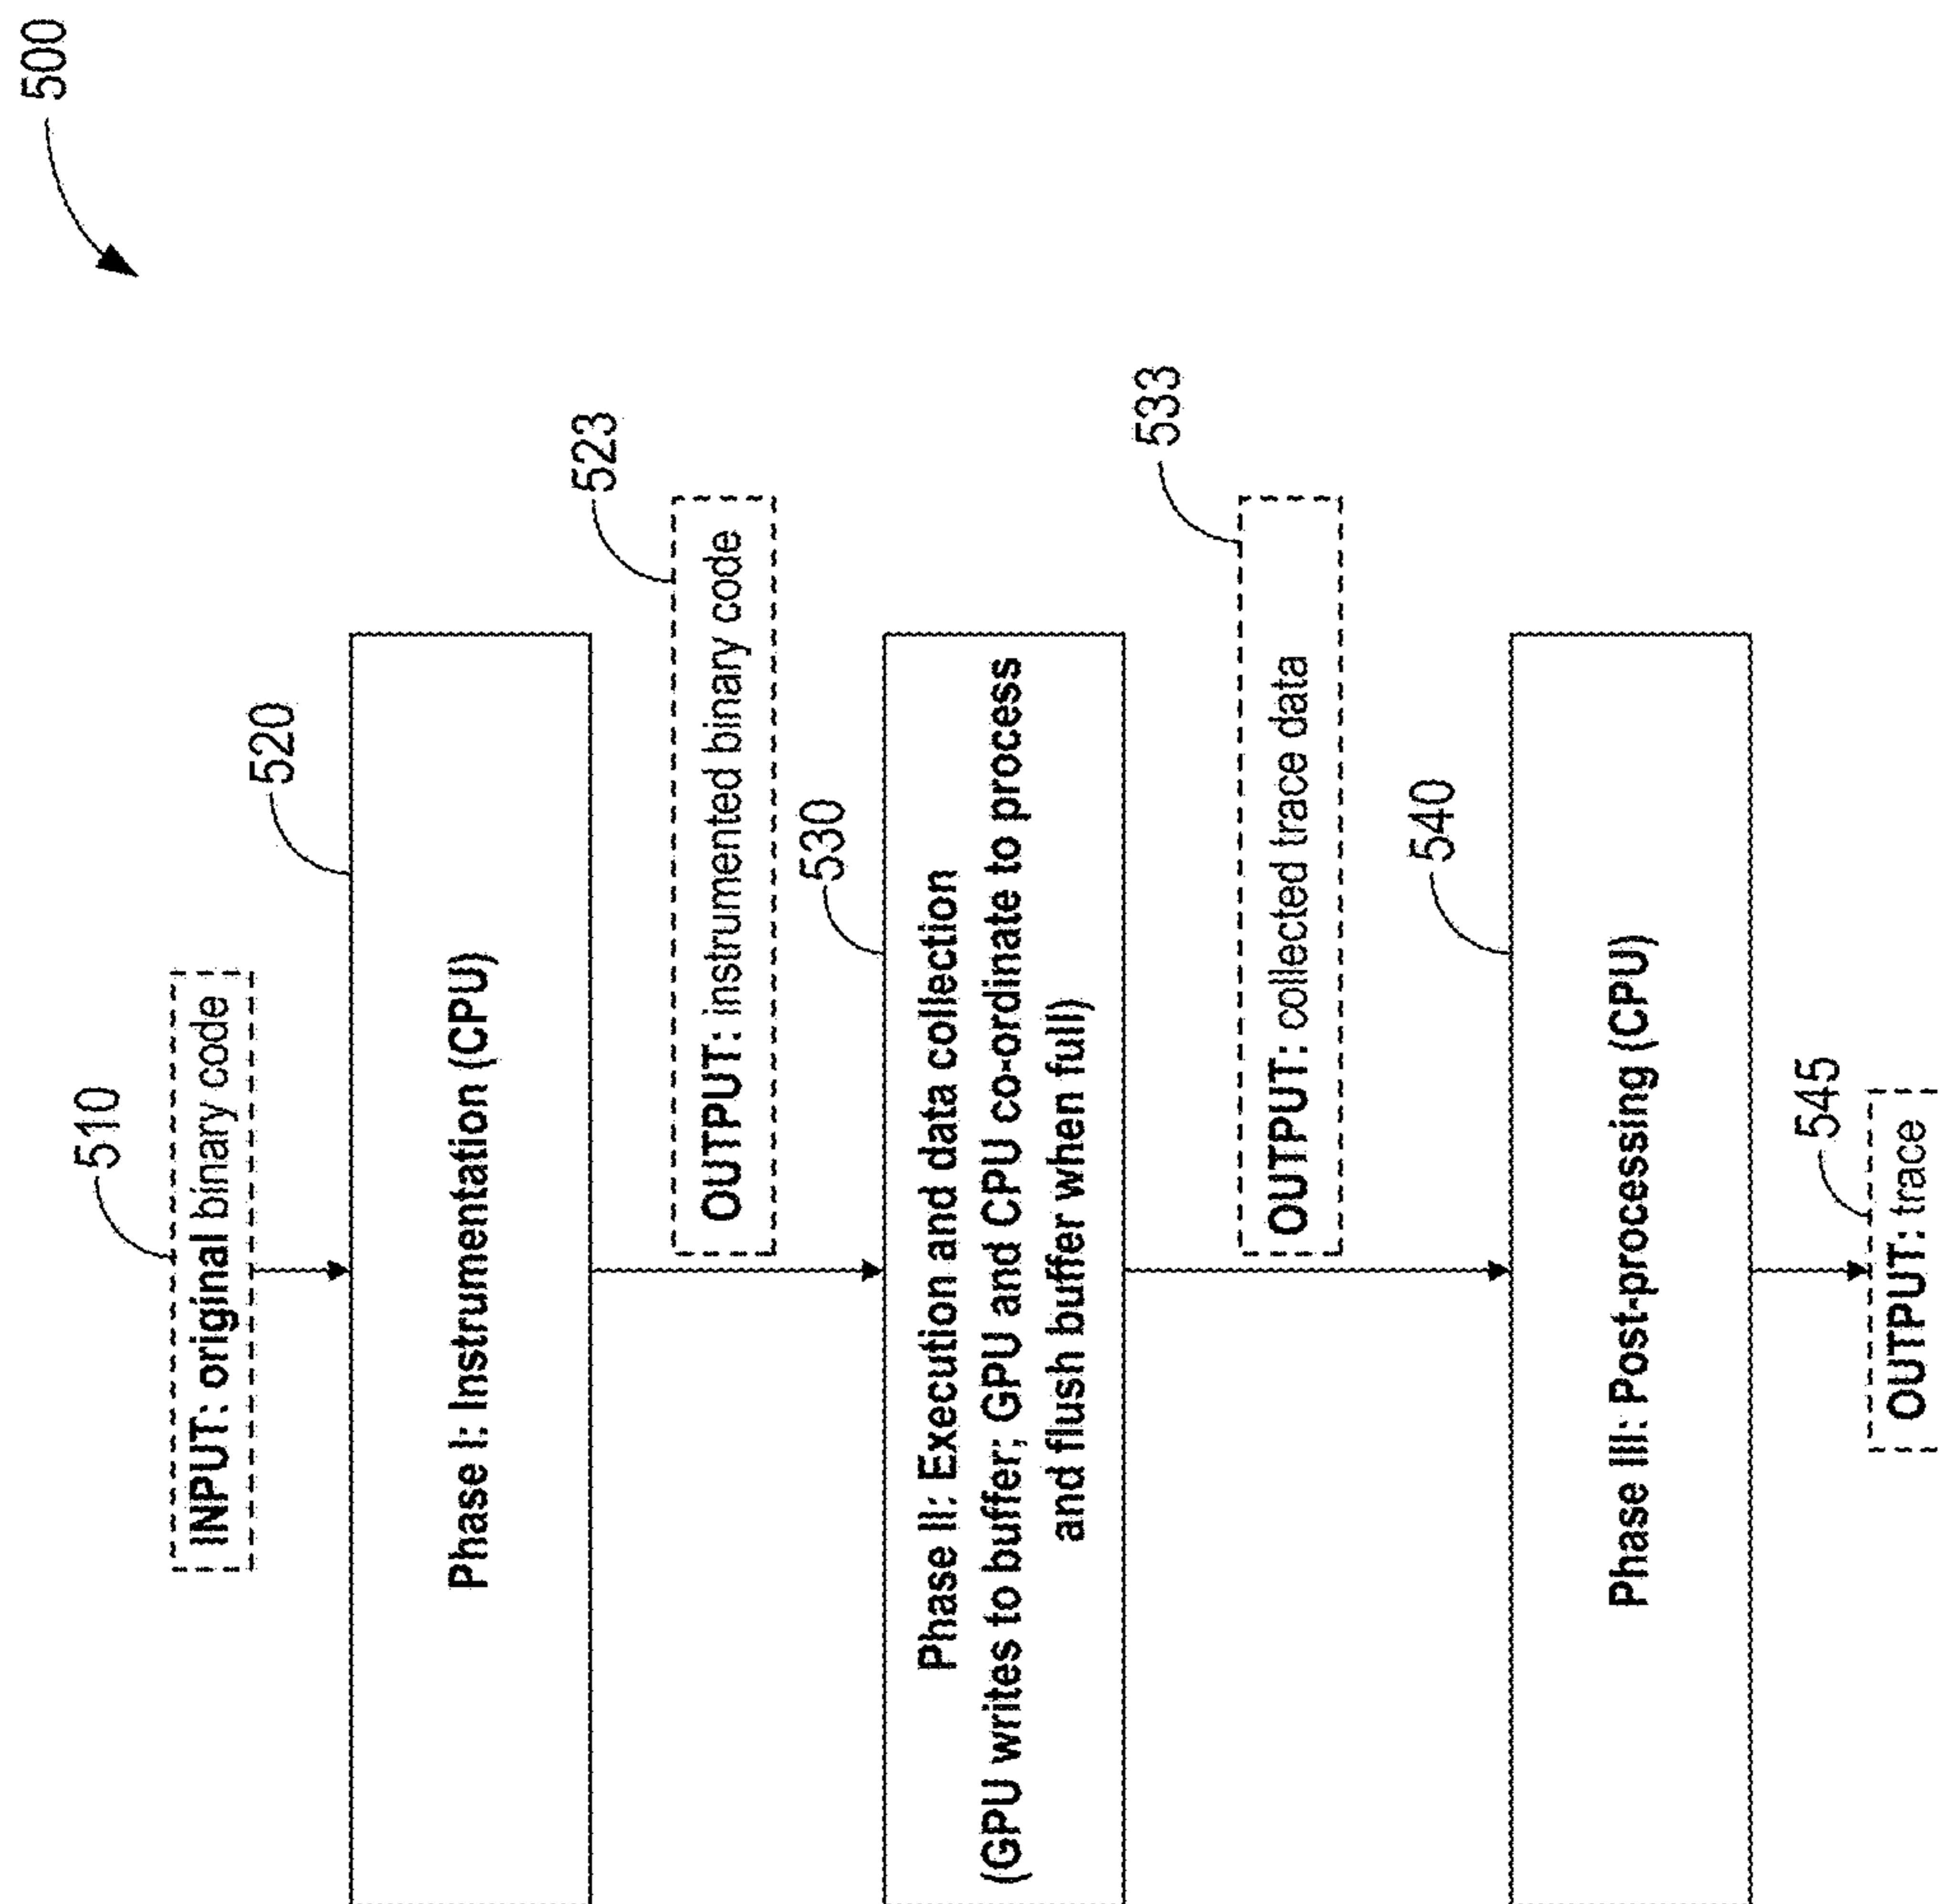 500
510
INPUT: original binary code
520
Phase I: Instrumentation (CPU)
523
OUTPUT: instrumented binary code
530
Phase II: Execution and data collection
(GPU writes to buffer; GPU and CPU co-ordinate to process
and flush buffer when full)
533
OUTPUT: collected trace data
540
Phase III: Post-processing (CPU)
545
OUTPUT: trace